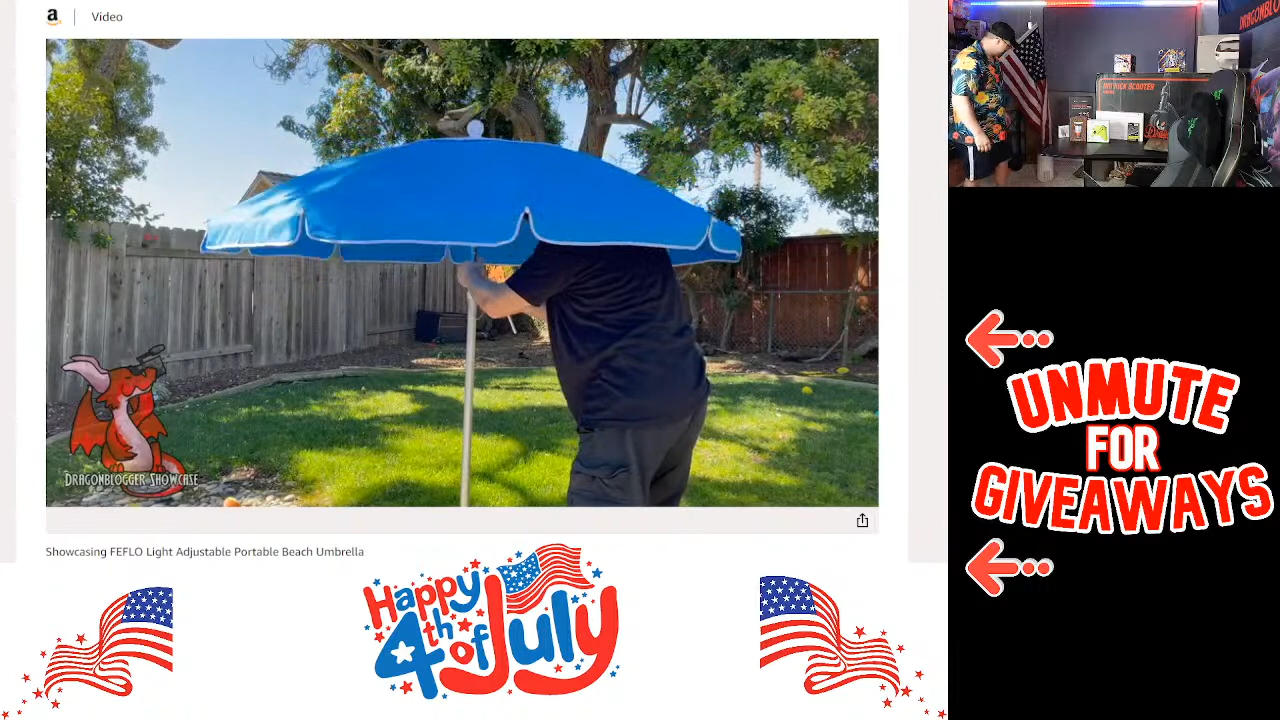 a
Video
DRAGONBLOGGER SHOWCASE
Showcasing FEFLO Light Adjustable Portable Beach Umbrella
Happy
4th of July
UNMUTE
FOR
GIVEAWAYS